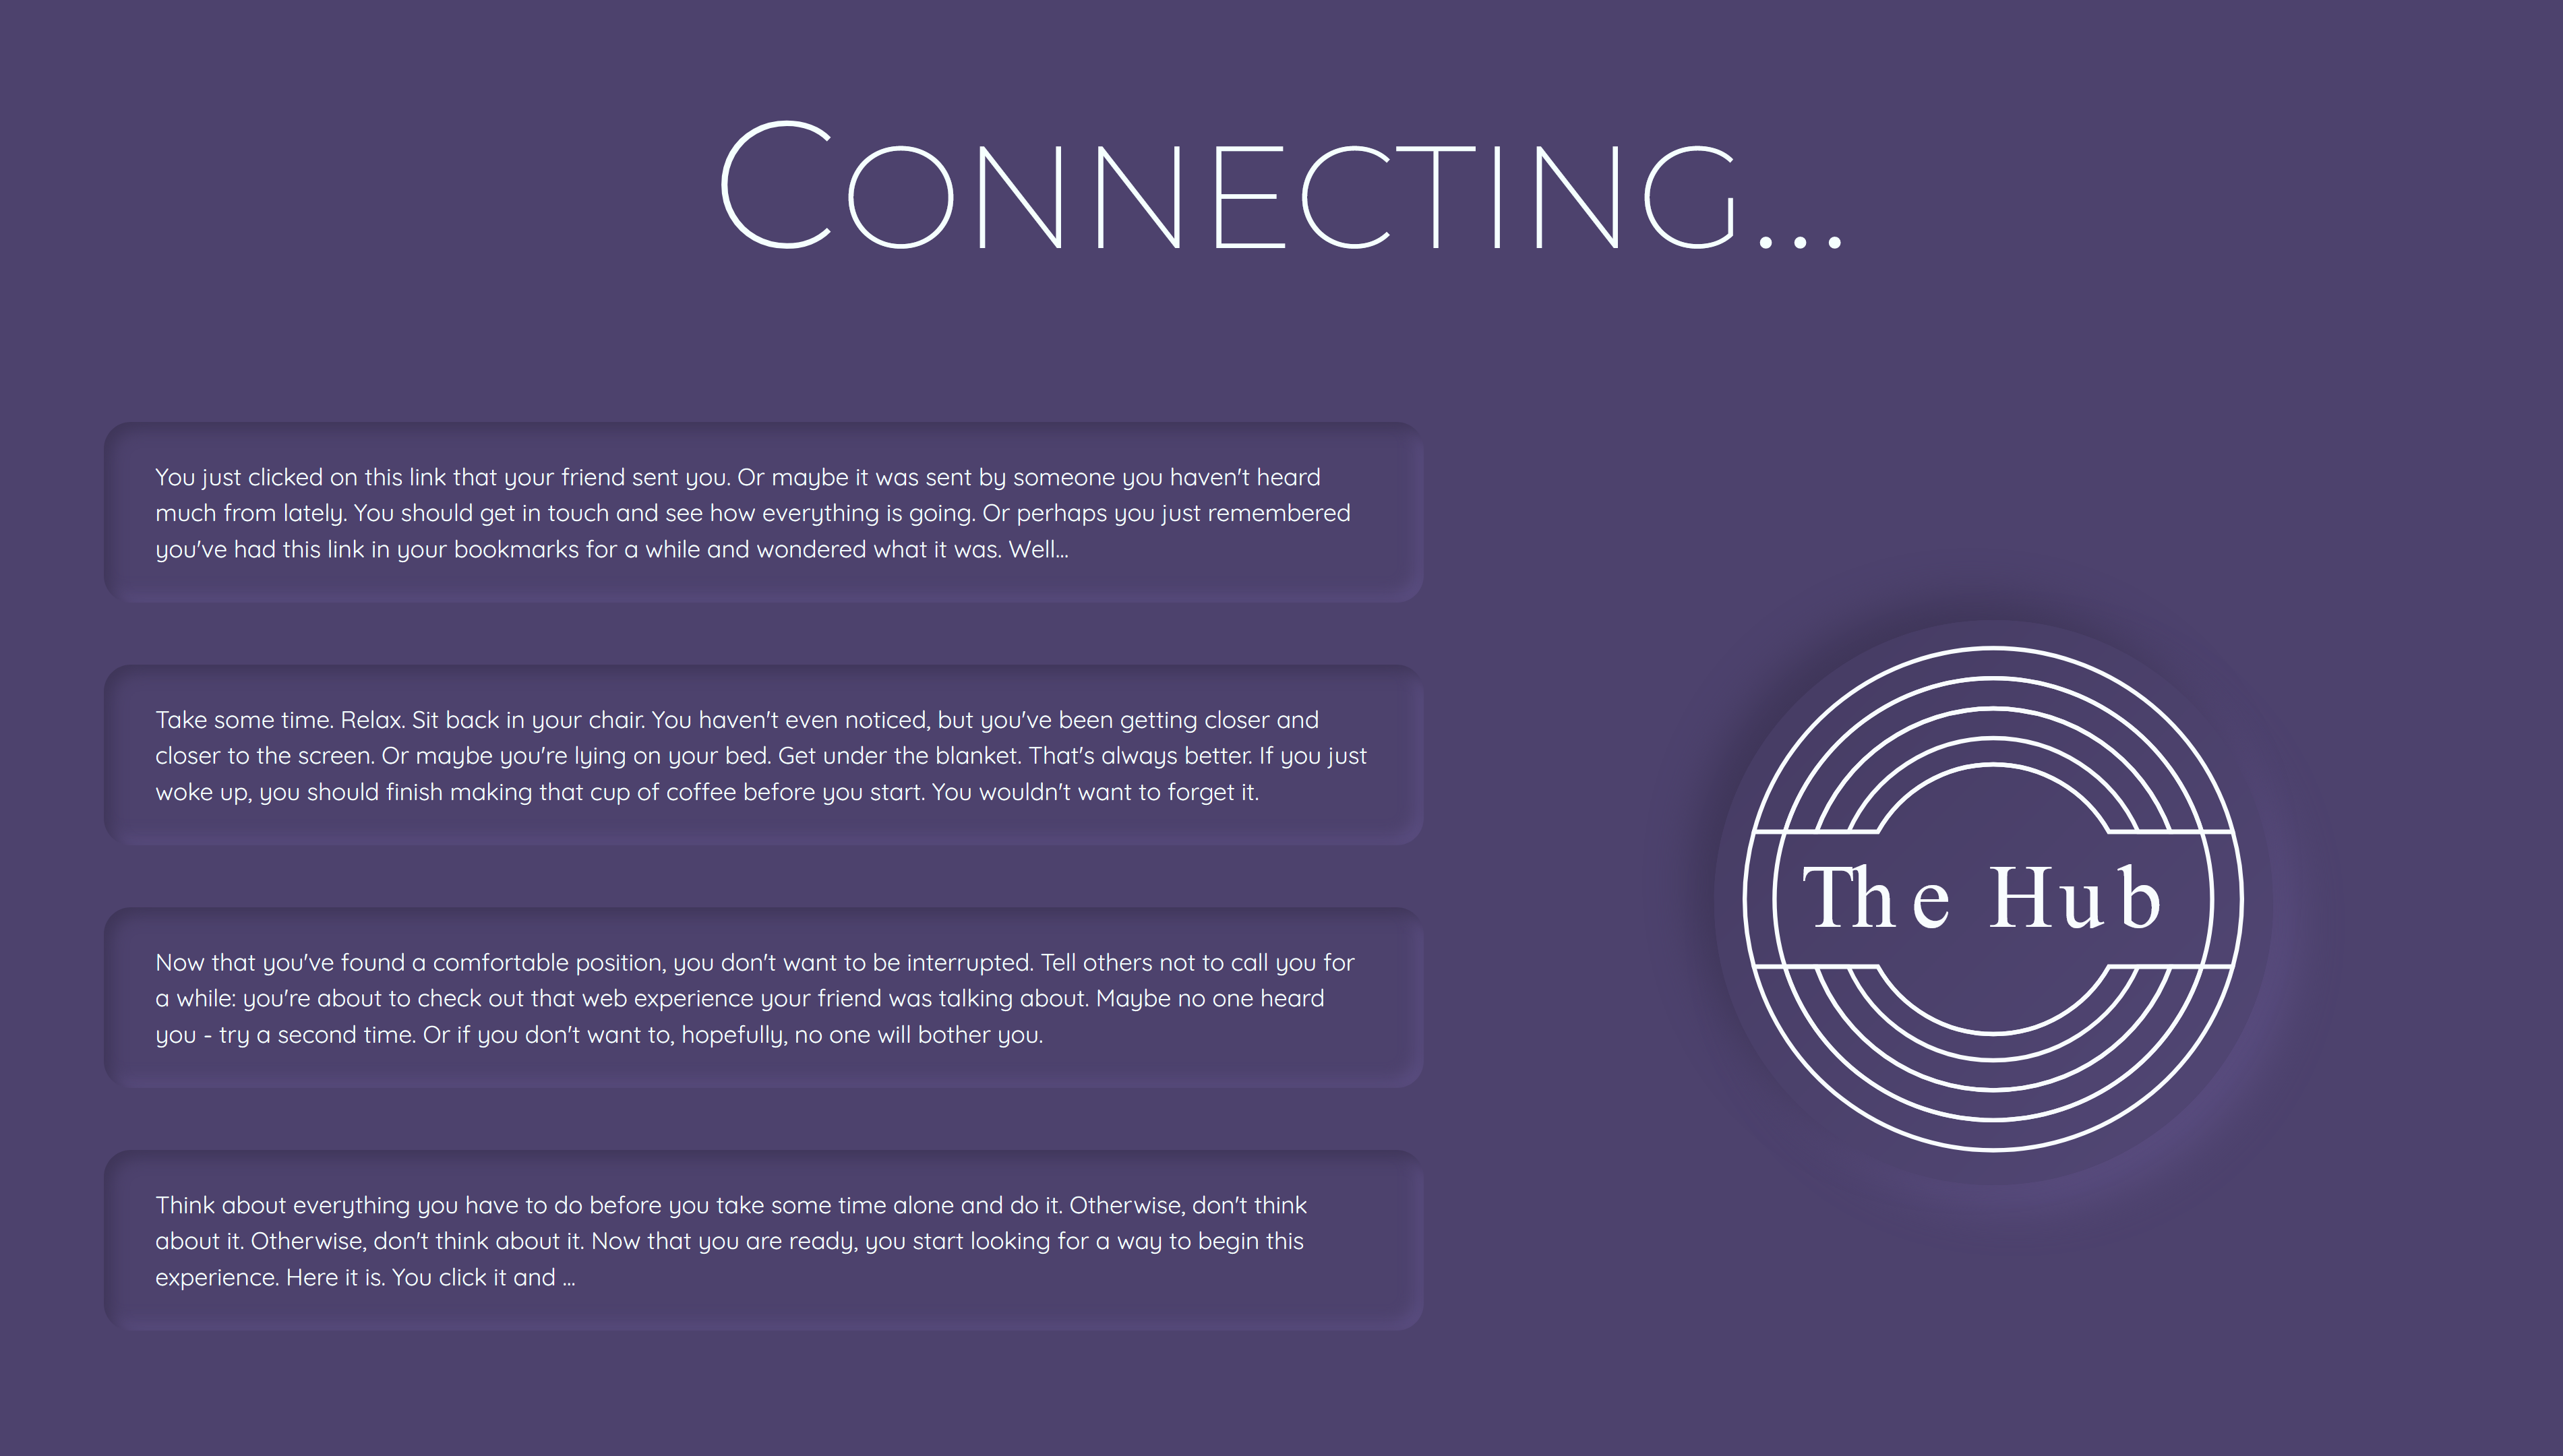 CONNECTING...
You just clicked on this link that your friend sent you. Or maybe it was sent by someone you haven't heard
much from lately. You should get in touch and see how everything is going. Or perhaps you just remembered
you've had this link in your bookmarks for a while and wondered what it was. Well...
Take some time. Relax. Sit back in your chair. You haven't even noticed, but you've been getting closer and
closer to the screen. Or maybe you're lying on your bed. Get under the blanket. That's always better. If you just
woke up, you should finish making that cup of coffee before you start. You wouldn't want to forget it.
Now that you've found a comfortable position, you don't want to be interrupted. Tell others not to call you for
a while: you're about to check out that web experience your friend was talking about. Maybe no one heard
you - try a second time. Or if you don't want to, hopefully, no one will bother you.
Think about everything you have to do before you take some time alone and do it. Otherwise, don't think
about it. Otherwise, don't think about it. Now that you are ready, you start looking for a way to begin this
experience. Here it is. You click it and ...
The Hub